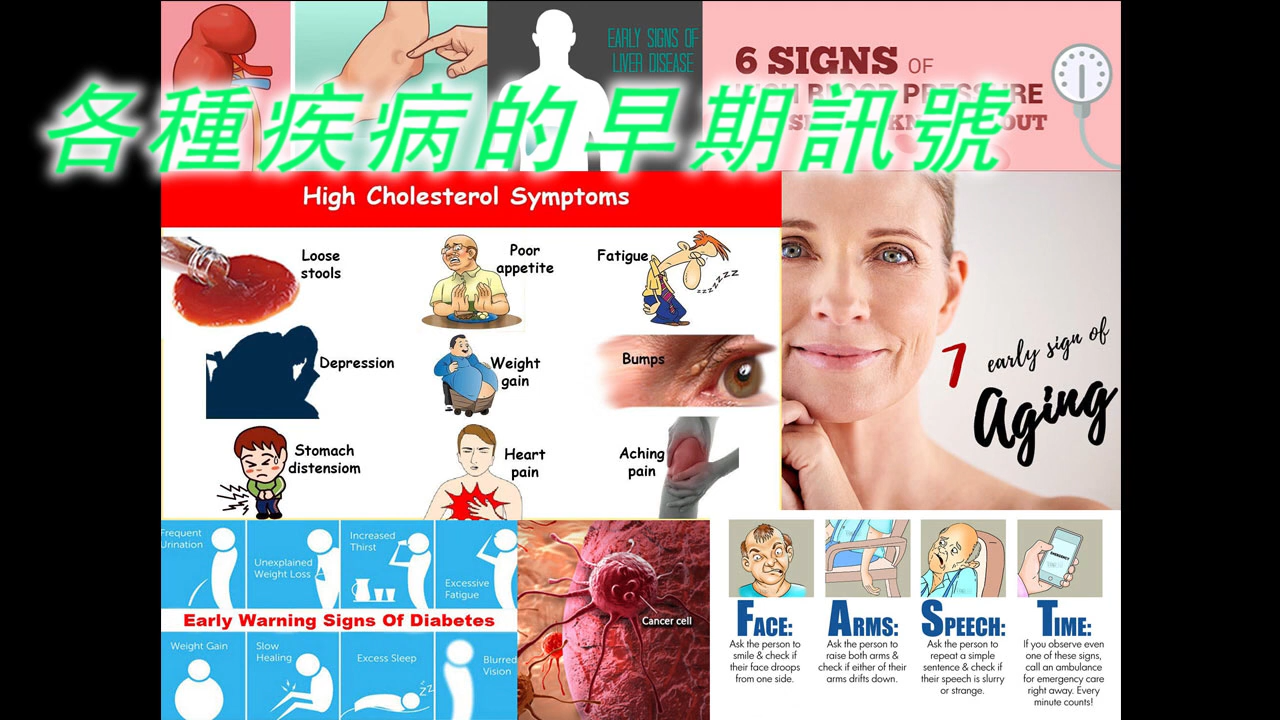 各種疾病的早期訊號
EARLY SIGNS OF
LIVER DISEASE
6 SIGNS OF
PRESSURE
OUT
High Cholesterol Symptoms
Loose
stools
Poor
appetite
Fatigue
zzzzzzz
Depression
Weight
gain
Bumps
Stomach
distensiom
Heart
pain
Aching
pain
7 early sign of
Aging
Frequent
Urination
Unexplained
Weight Loss
Increased
Thirst
Excessive
Fatigue
Early Warning Signs Of Diabetes
Weight Gain
Slow
Healing
Excess Sleep
zz
Blurred
Vision
Cancer cell
EMERGENCY
FACE:
Ask the person to
smile & check if
their face droops
from one side.
ARMS:
Ask the person to
raise both arms &
check if either of their
arms drifts down.
SPEECH:
Ask the person to
repeat a simple
sentence & check if
their speech is slurry
or strange.
TIME:
If you observe even
one of these signs,
call an ambulance
for emergency care
right away. Every
minute counts!